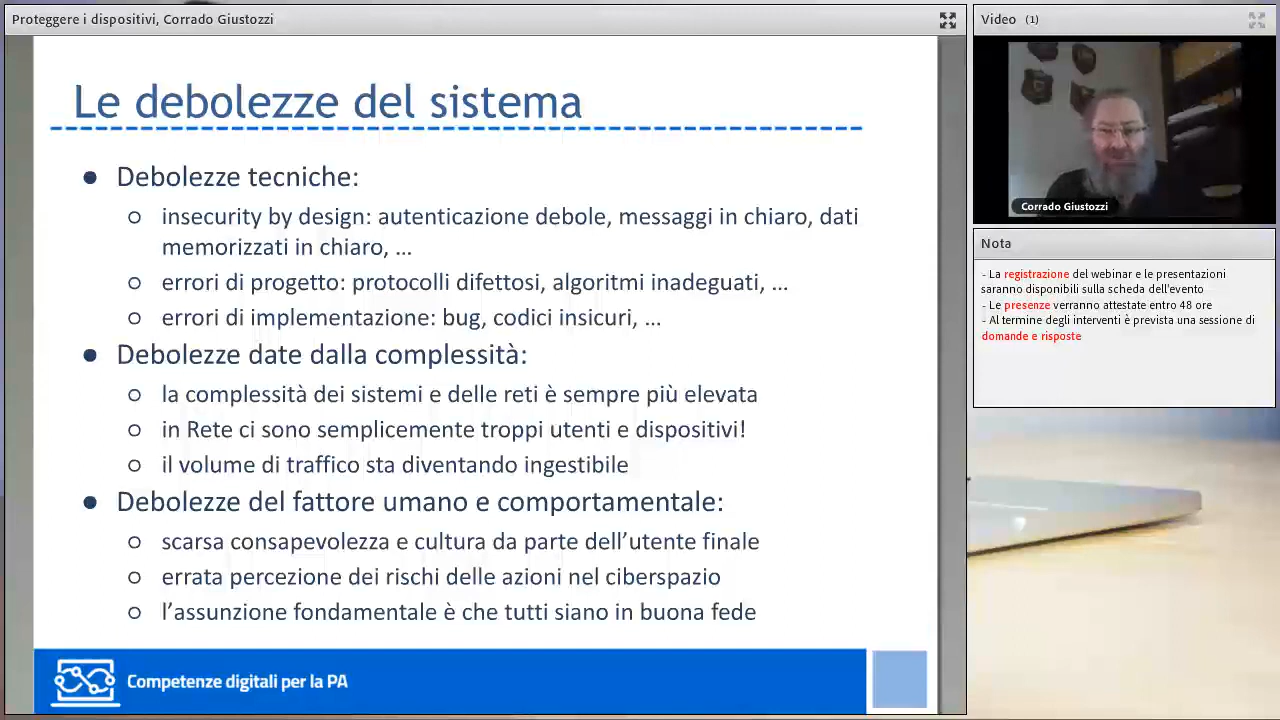 Proteggere i dispositivi, Corrado Giustozzi
Le debolezze del sistema
● Debolezze tecniche:
○ insecurity by design: autenticazione debole, messaggi in chiaro, dati
memorizzati in chiaro, …
○ errori di progetto: protocolli difettosi, algoritmi inadeguati, …
○ errori di implementazione: bug, codici insicuri, …
● Debolezze date dalla complessità:
○ la complessità dei sistemi e delle reti è sempre più elevata
○ in Rete ci sono semplicemente troppi utenti e dispositivi!
○ il volume di traffico sta diventando ingestibile
● Debolezze del fattore umano e comportamentale:
○ scarsa consapevolezza e cultura da parte dell’utente finale
○ errata percezione dei rischi delle azioni nel ciberspazio
○ l’assunzione fondamentale è che tutti siano in buona fede
Competenze digitali per la PA
Video (1)
Corrado Giustozzi
Nota
- La registrazione del webinar e le presentazioni
saranno disponibili sulla scheda dell'evento
- Le presenze verranno attestate entro 48 ore
- Al termine degli interventi è prevista una sessione di
domande e risposte